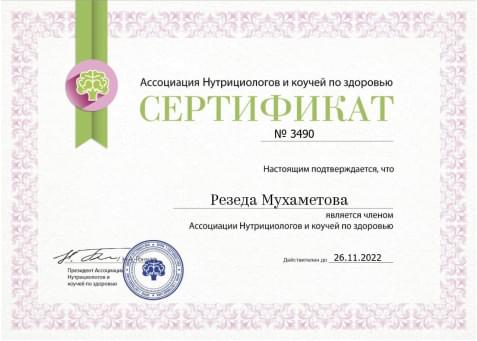 Ассоциация Нутрициологов и коучей по здоровью
СЕРТИФИКАТ
№ 3490
Настоящим подтверждается, что
Резеда Мухаметова
является членом
Ассоциации Нутрициологов и коучей по здоровью
Президент Ассоциации
Нутрициологов и
коучей по здоровью
Действителен до 26.11.2022